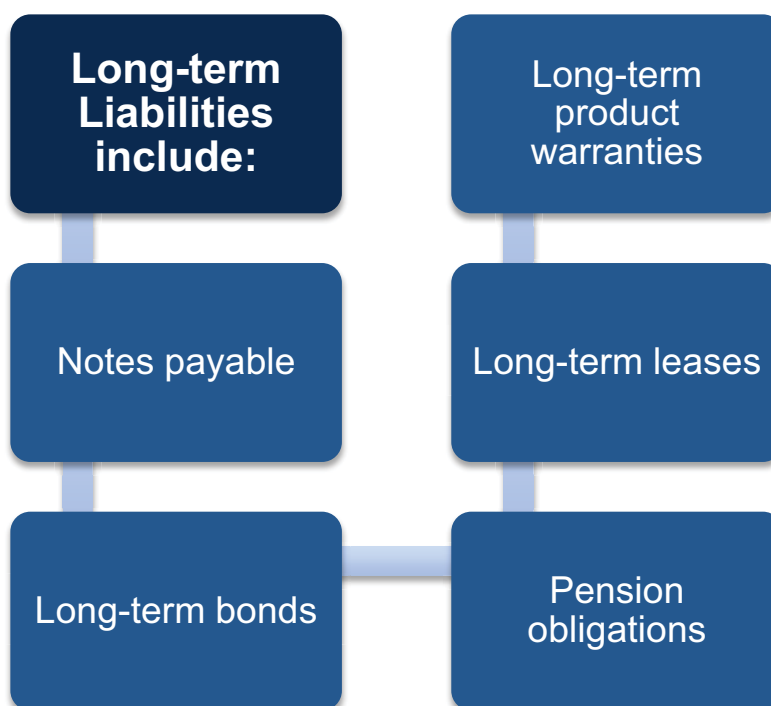 Long-term
Liabilities
include:
Notes payable
Long-term bonds
Pension
obligations
Long-term leases
Long-term
product
warranties